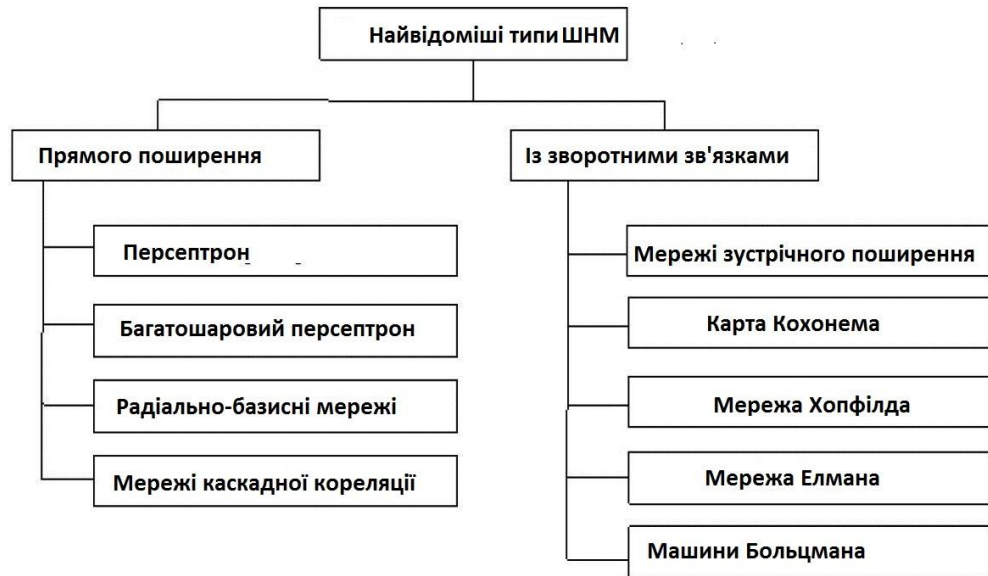 Найвідоміші типи ШНМ
Прямого поширення
Із зворотними зв'язками
Персептрон
Багатошаровий персептрон
Радіально-базисні мережі
Мережі каскадної кореляції
Мережі зустрічного поширення
Карта Кохонема
Мережа Хопфілда
Мережа Елмана
Машини Больцмана